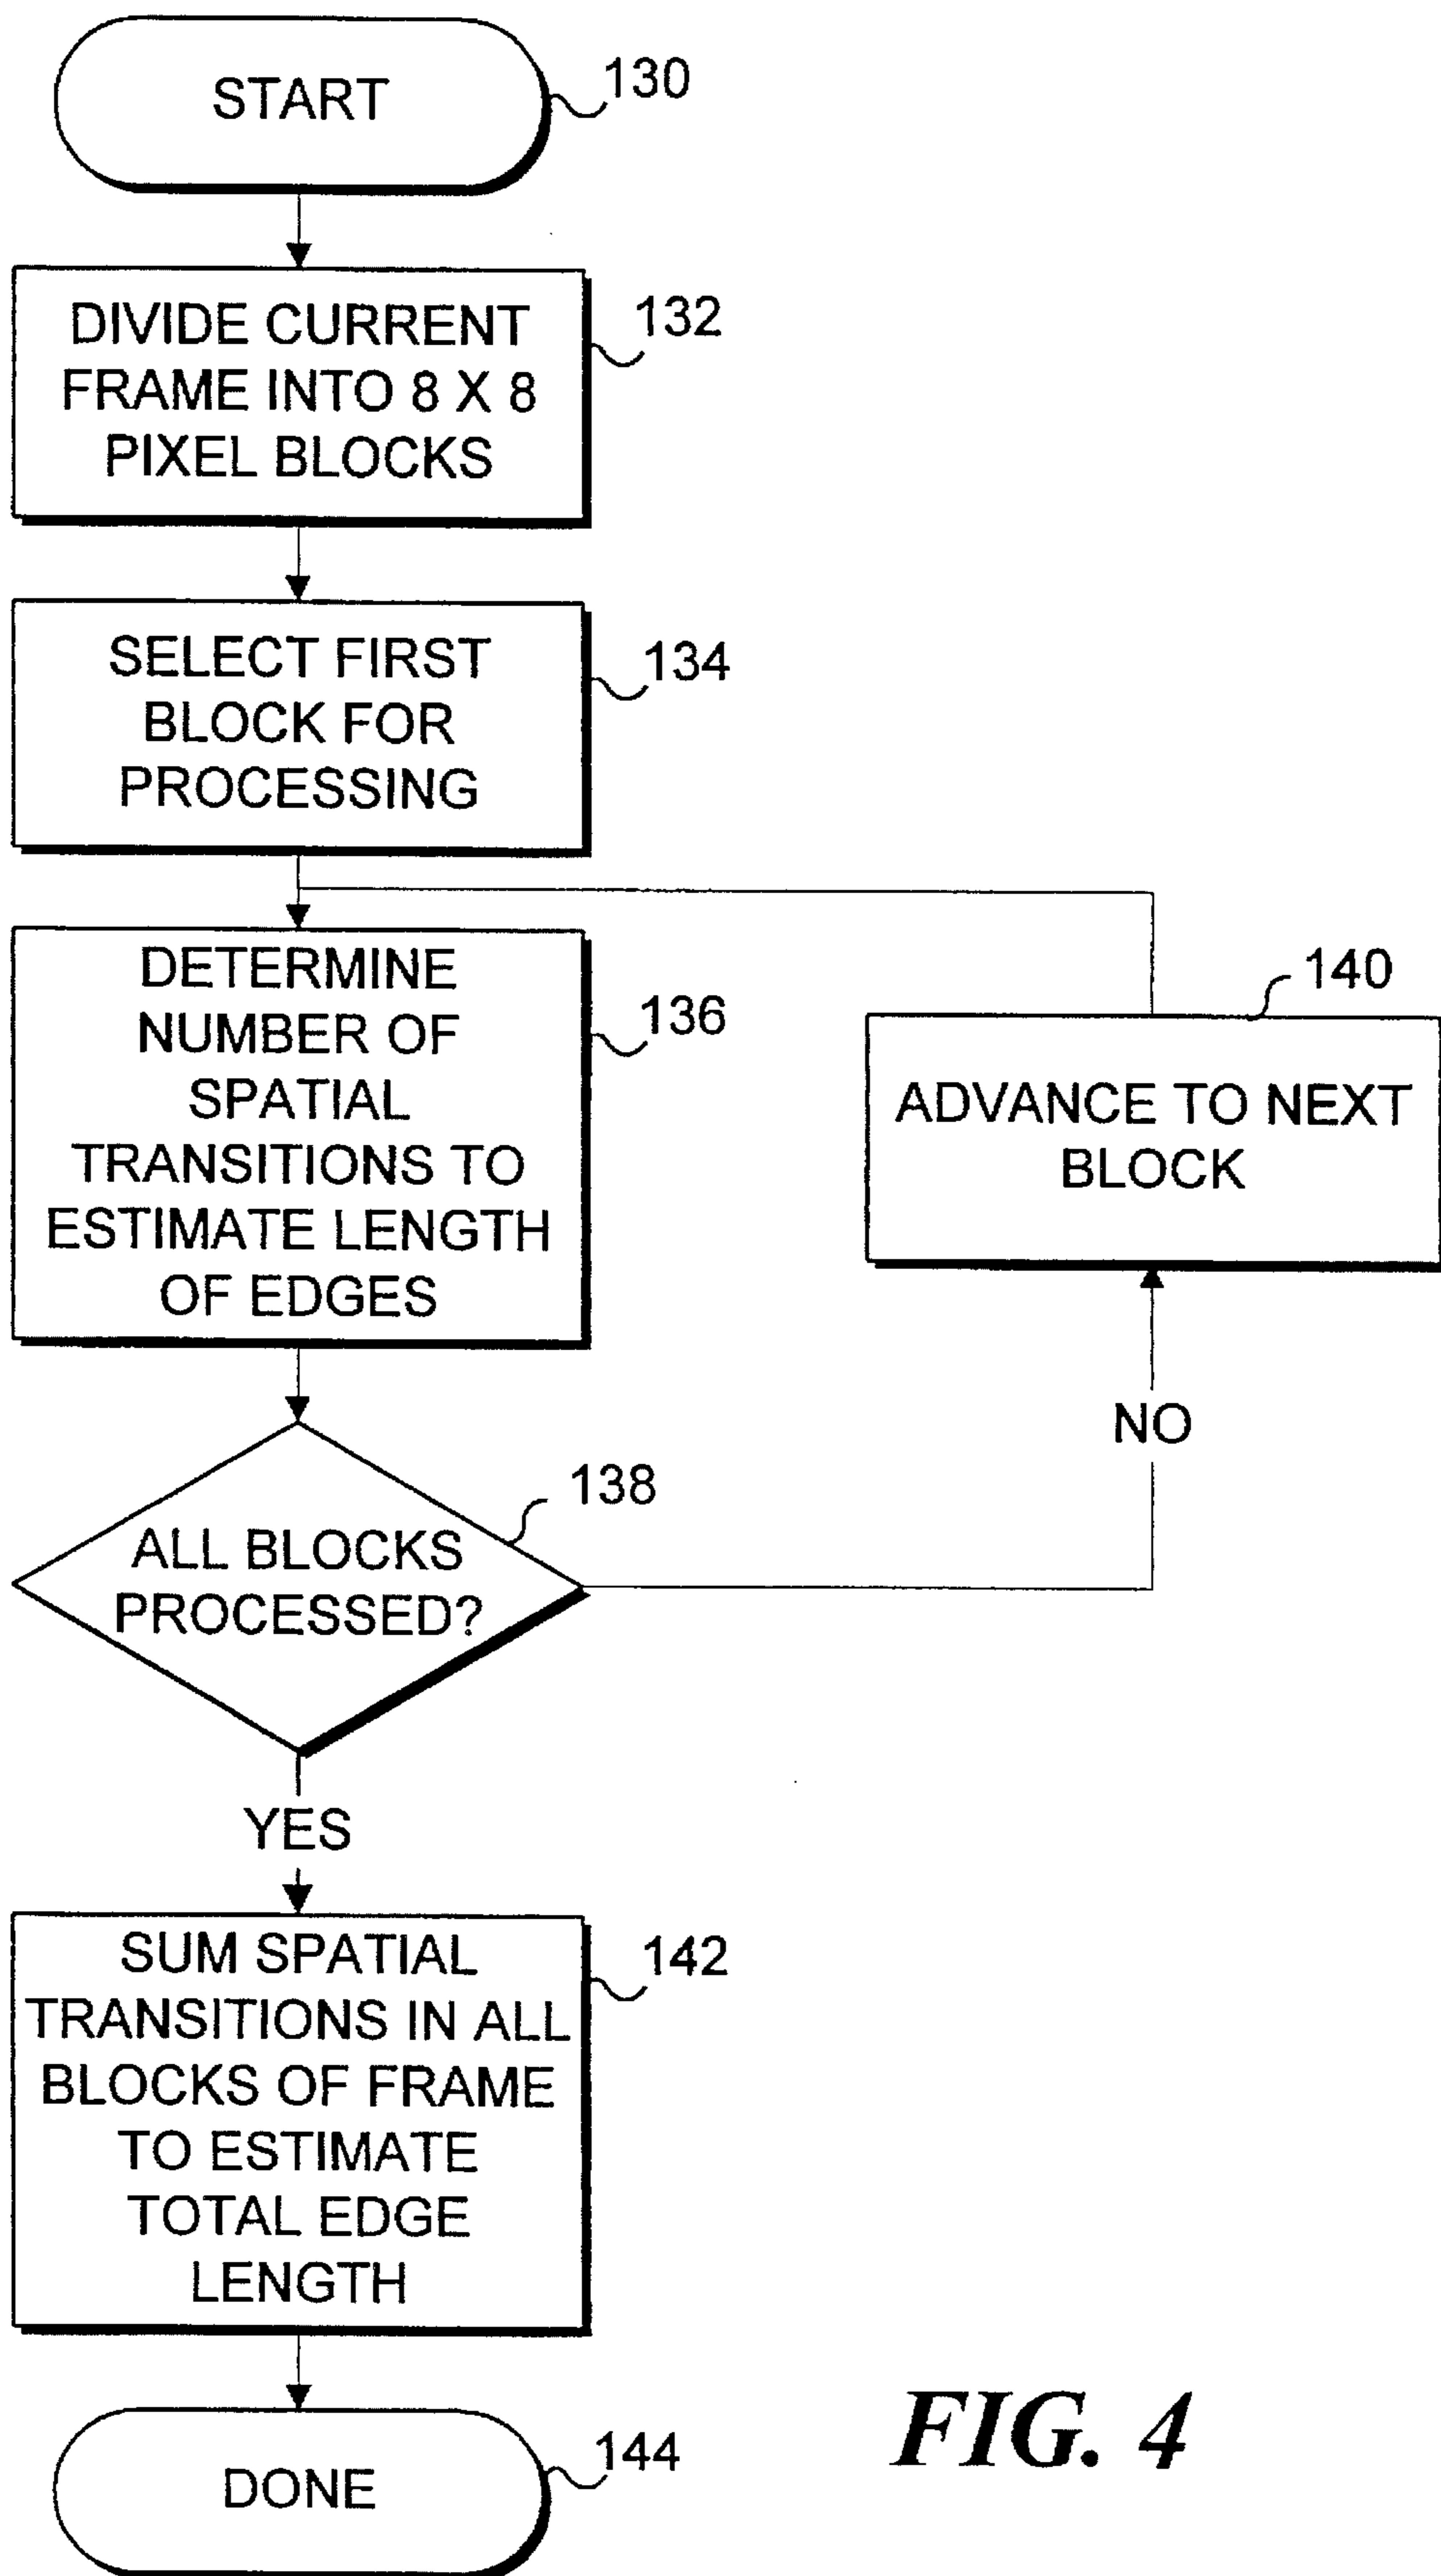 START
130
DIVIDE CURRENT
FRAME INTO 8 X 8
PIXEL BLOCKS
132
SELECT FIRST
BLOCK FOR
PROCESSING
134
DETERMINE
NUMBER OF
SPATIAL
TRANSITIONS TO
ESTIMATE LENGTH
OF EDGES
136
140
ADVANCE TO NEXT
BLOCK
NO
138
ALL BLOCKS
PROCESSED?
YES
SUM SPATIAL
TRANSITIONS IN ALL
BLOCKS OF FRAME
TO ESTIMATE
TOTAL EDGE
LENGTH
142
DONE
144
FIG. 4